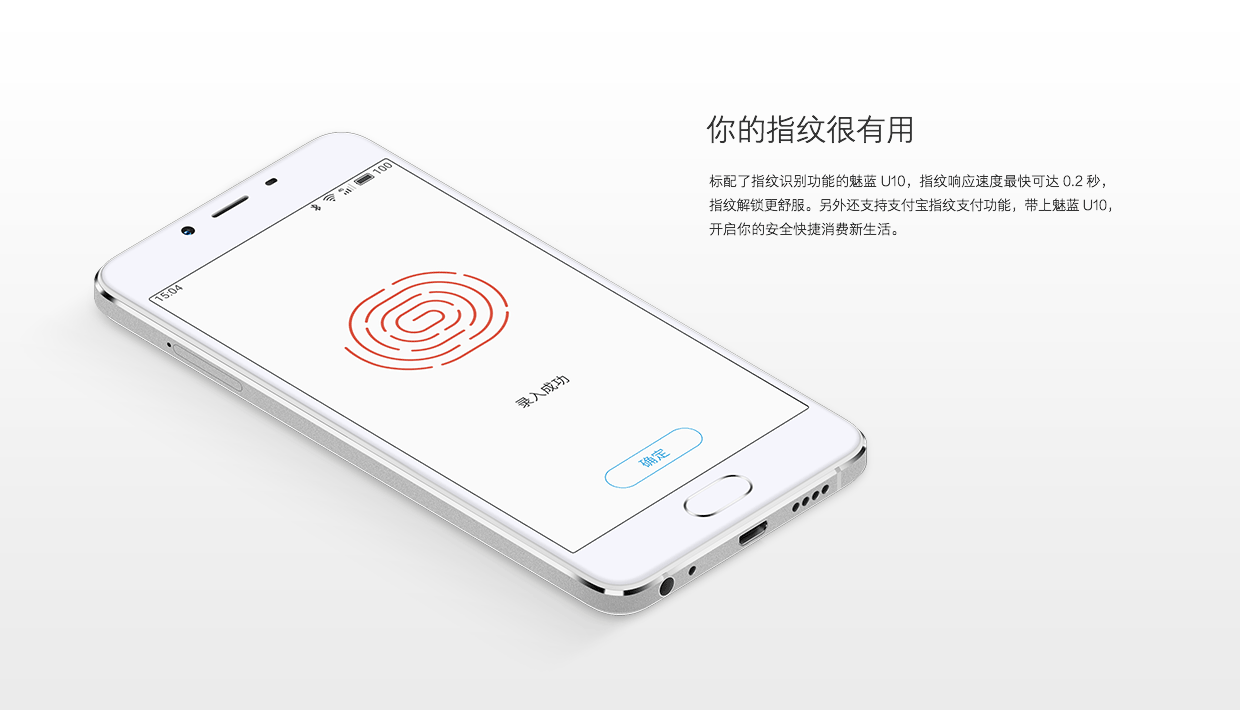 你的指纹很有用
标配了指纹识别功能的魅蓝 U10，指纹响应速度最快可达 0.2 秒，
指纹解锁更舒服。另外还支持支付宝指纹支付功能，带上魅蓝 U10，
开启你的安全快捷消费新生活。
15:04
100
录入成功
确定